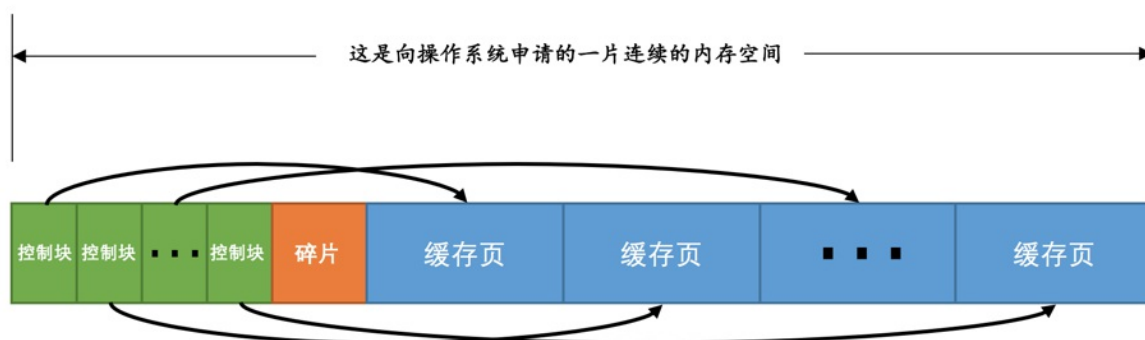 这是向操作系统申请的一片连续的内存空间
控制块 控制块 ··· 控制块 碎片 缓存页 缓存页 ··· 缓存页